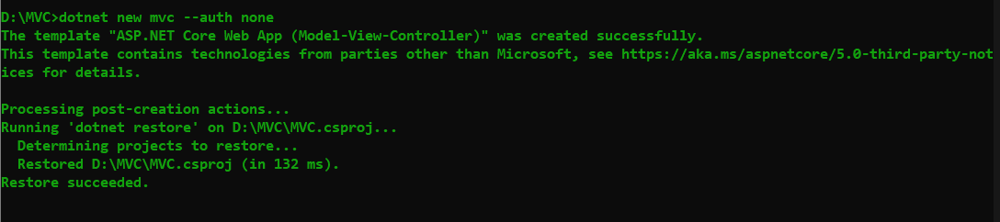 D:\MVC>dotnet new mvc --auth none
The template "ASP.NET Core Web App (Model-View-Controller)" was created successfully.
This template contains technologies from parties other than Microsoft, see https://aka.ms/aspnetcore/5.0-third-party-not
ices for details.

Processing post-creation actions...
Running 'dotnet restore' on D:\MVC\MVC.csproj...
  Determining projects to restore...
  Restored D:\MVC\MVC.csproj (in 132 ms).
Restore succeeded.